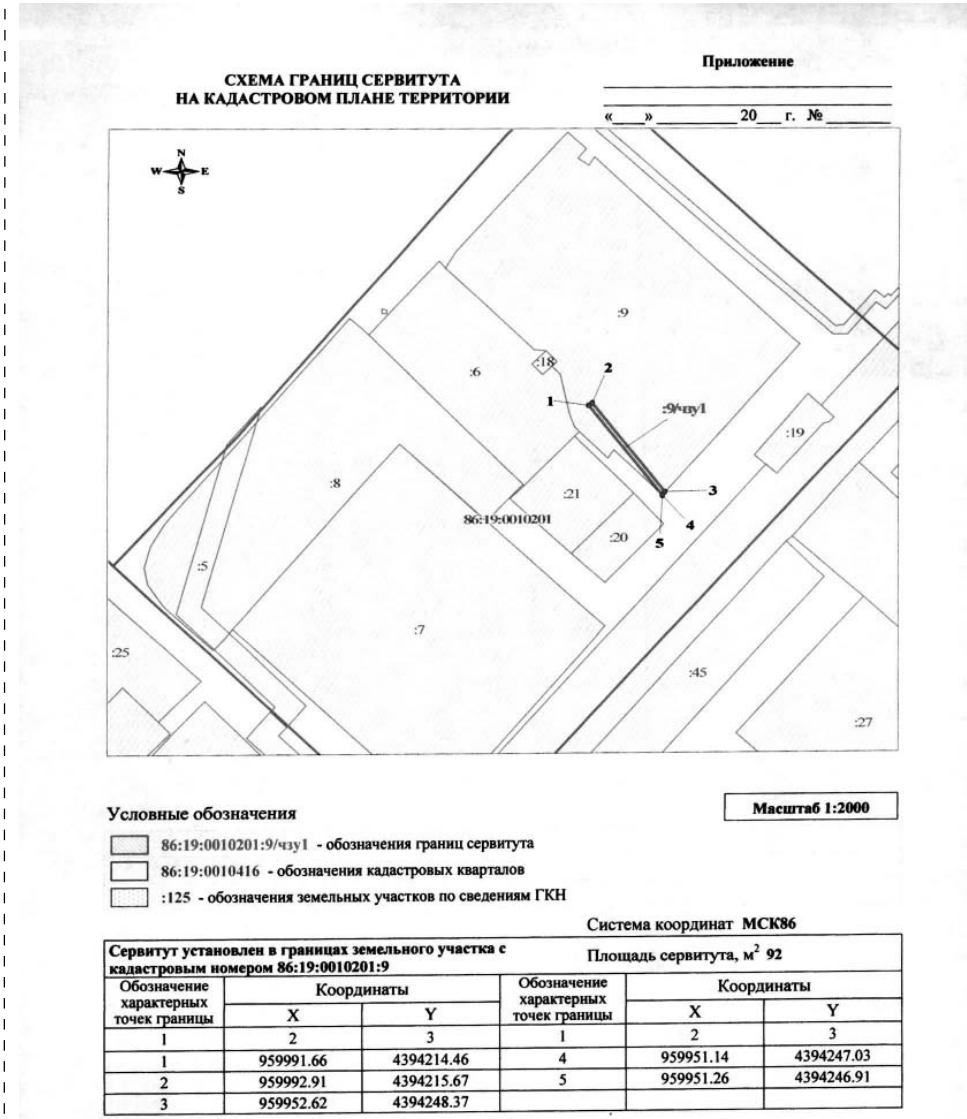 Приложение
СХЕМА ГРАНИЦ СЕРВИТУТА
НА КАДАСТРОВОМ ПЛАНЕ ТЕРРИТОРИИ
«____» __________ 20___ г. № ________
N
W E
S
:9
:18
:6
2
1
:9/чзу1
:19
:8
:21
3
86:19:0010201
4
:20
5
:5
:7
:25
:45
:27
Масштаб 1:2000
Условные обозначения
86:19:0010201:9/чзу1 - обозначения границ сервитута
86:19:0010416 - обозначения кадастровых кварталов
:125 - обозначения земельных участков по сведениям ГКН
Система координат МСК86
Сервитут установлен в границах земельного участка с
кадастровым номером 86:19:0010201:9
Площадь сервитута, м² 92
Обозначение характерных точек границы Координаты Обозначение характерных точек границы Координаты
X Y X Y
1 2 3 1 2 3
1 959991.66 4394214.46 4 959951.14 4394247.03
2 959992.91 4394215.67 5 959951.26 4394246.91
3 959952.62 4394248.37